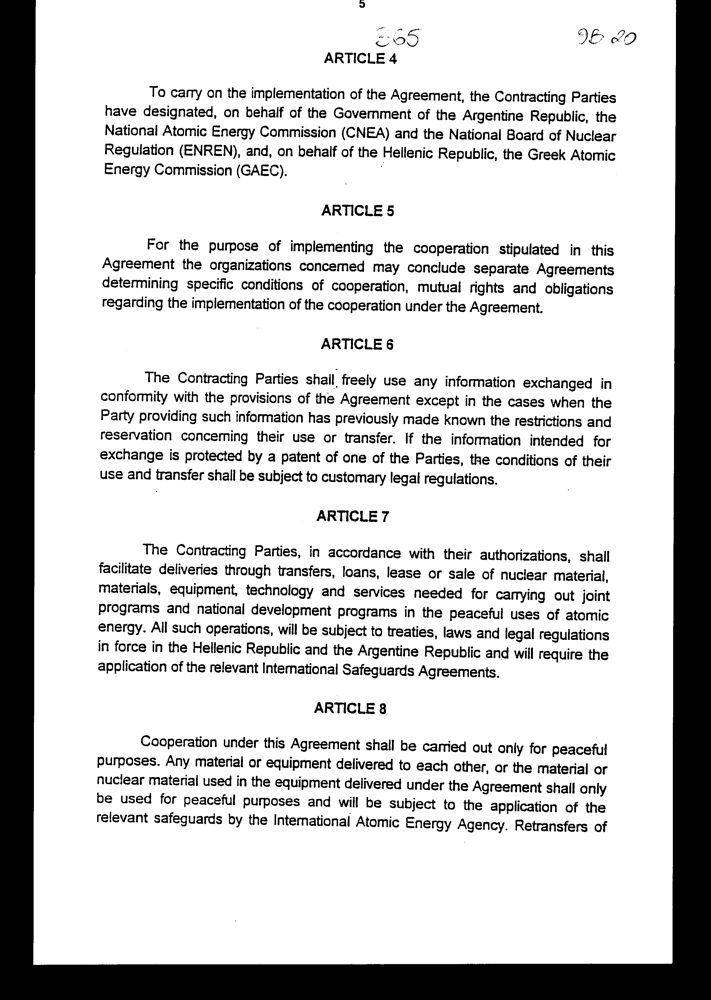 5
365
9B 20
ARTICLE 4
To carry on the implementation of the Agreement, the Contracting Parties
have designated, on behalf of the Government of the Argentine Republic, the
National Atomic Energy Commission (CNEA) and the National Board of Nuclear
Regulation (ENREN), and, on behalf of the Hellenic Republic, the Greek Atomic
Energy Commission (GAEC).
ARTICLE 5
For the purpose of implementing the cooperation stipulated in this
Agreement the organizations concerned may conclude separate Agreements
determining specific conditions of cooperation, mutual rights and obligations
regarding the implementation of the cooperation under the Agreement.
ARTICLE 6
The Contracting Parties shall freely use any information exchanged in
conformity with the provisions of the Agreement except in the cases when the
Party providing such information has previously made known the restrictions and
reservation concerning their use or transfer. If the information intended for
exchange is protected by a patent of one of the Parties, the conditions of their
use and transfer shall be subject to customary legal regulations.
ARTICLE 7
The Contracting Parties, in accordance with their authorizations, shall
facilitate deliveries through transfers, loans, lease or sale of nuclear material,
materials, equipment, technology and services needed for carrying out joint
programs and national development programs in the peaceful uses of atomic
energy. All such operations, will be subject to treaties, laws and legal regulations
in force in the Hellenic Republic and the Argentine Republic and will require the
application of the relevant International Safeguards Agreements.
ARTICLE 8
Cooperation under this Agreement shall be carried out only for peaceful
purposes. Any material or equipment delivered to each other, or the material or
nuclear material used in the equipment delivered under the Agreement shall only
be used for peaceful purposes and will be subject to the application of the
relevant safeguards by the International Atomic Energy Agency. Retransfers of